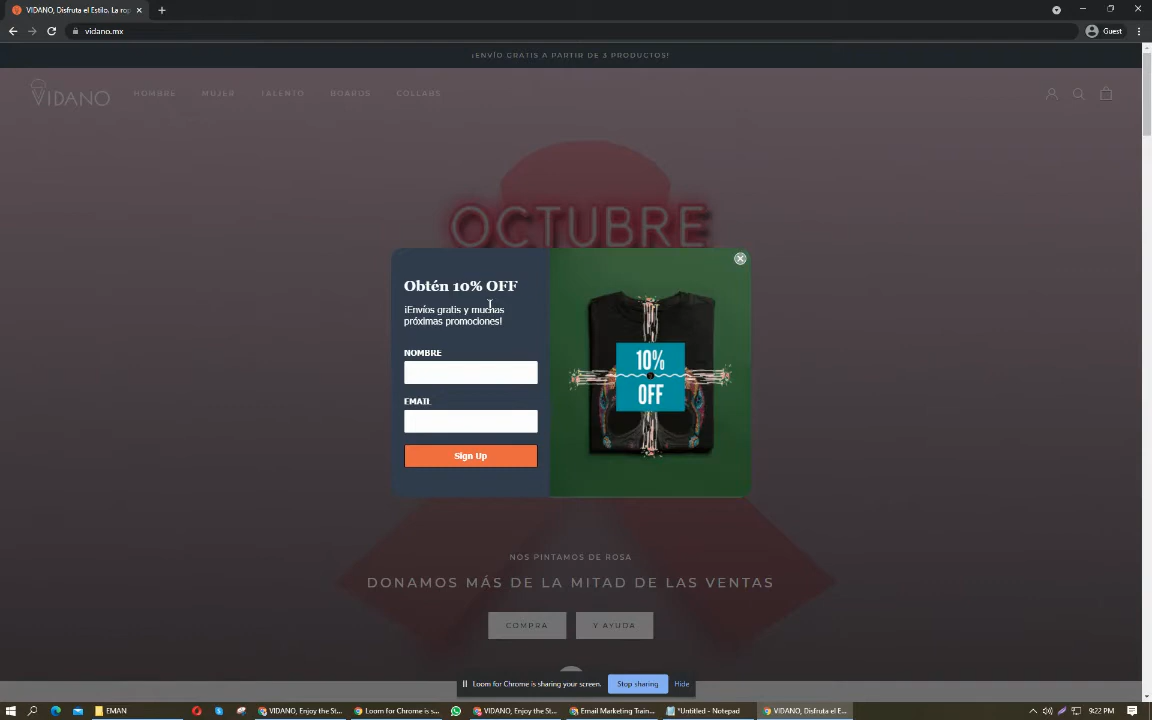 VIDANO, Disfruta el Estilo. La rop
vidano.mx
Guest
¡ENVÍO GRATIS A PARTIR DE 3 PRODUCTOS!
VIDANO HOMBRE MUJER TALENTO BOARDS COLLABS
OCTUBRE
Obtén 10% OFF
¡Envíos gratis y muchas
próximas promociones!
NOMBRE
EMAIL
Sign Up
10%
OFF
NOS PINTAMOS DE ROSA
DONAMOS MÁS DE LA MITAD DE LAS VENTAS
COMPRA Y AYUDA
Loom for Chrome is sharing your screen. Stop sharing Hide
EMAN VIDANO, Enjoy the St... Loom for Chrome is s... VIDANO, Enjoy the St... Email Marketing Train... *Untitled - Notepad VIDANO, Disfruta el E... 9:22 PM